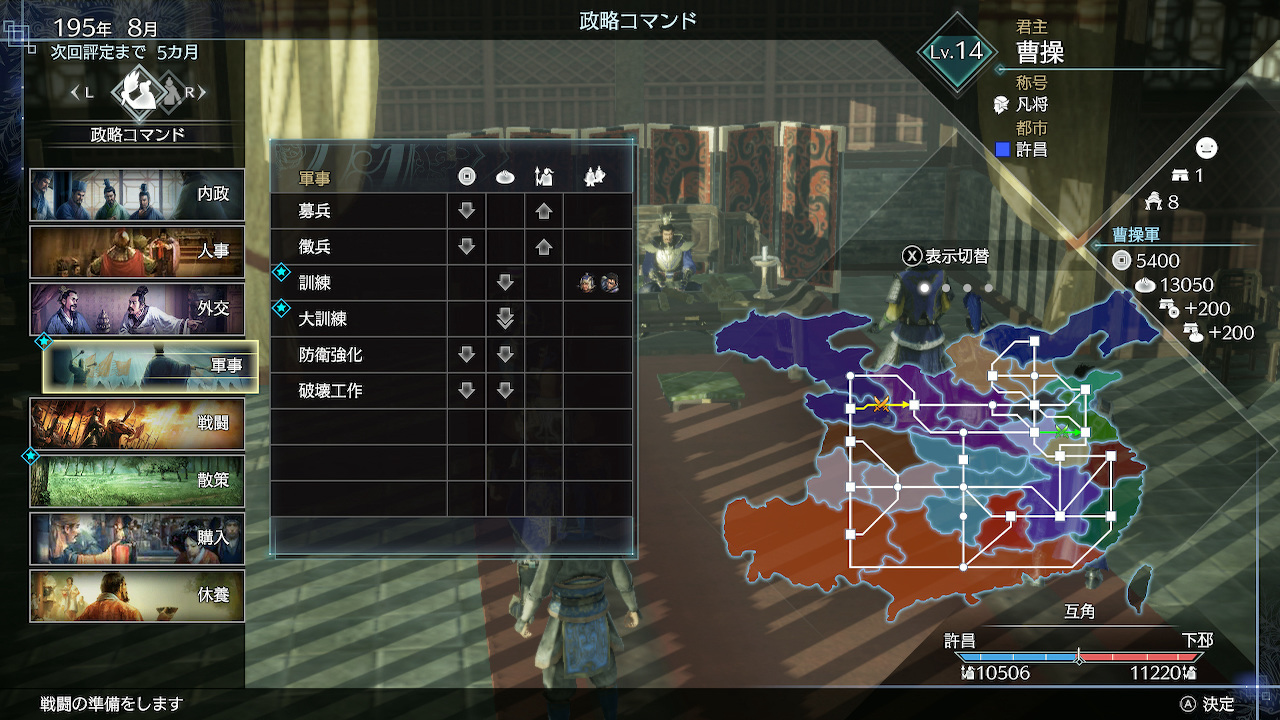 政略コマンド
195年 8月
次回評定まで 5カ月
L R
政略コマンド
内政
人事
外交
軍事
戦闘
散策
購入
休養
軍事
募兵
徴兵
訓練
大訓練
防衛強化
破壊工作
Lv.14
君主
曹操
称号
凡将
都市
許昌
1
8
曹操軍
5400
13050
+200
+200
X 表示切替
互角
許昌 下邳
10506 11220
戦闘の準備をします
A 決定